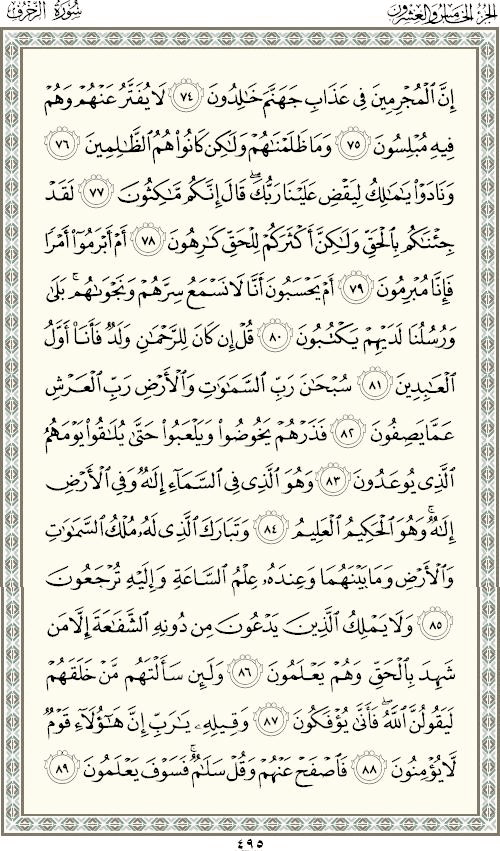 الجزء الخامس والعشرون
سورة الزخرف
إِنَّ ٱلْمُجْرِمِينَ فِى عَذَابِ جَهَنَّمَ خَٰلِدُونَ ٧٤ لَا يُفَتَّرُ عَنْهُمْ وَهُمْ
فِيهِ مُبْلِسُونَ ٧٥ وَمَا ظَلَمْنَٰهُمْ وَلَٰكِن كَانُوا۟ هُمُ ٱلظَّٰلِمِينَ ٧٦
وَنَادَوْا۟ يَٰمَٰلِكُ لِيَقْضِ عَلَيْنَا رَبُّكَ ۖ قَالَ إِنَّكُم مَّٰكِثُونَ ٧٧ لَقَدْ
جِئْنَٰكُم بِٱلْحَقِّ وَلَٰكِنَّ أَكْثَرَكُمْ لِلْحَقِّ كَٰرِهُونَ ٧٨ أَمْ أَبْرَمُوٓا۟ أَمْرًا
فَإِنَّا مُبْرِمُونَ ٧٩ أَمْ يَحْسَبُونَ أَنَّا لَا نَسْمَعُ سِرَّهُمْ وَنَجْوَىٰهُم ۚ بَلَىٰ
وَرُسُلُنَا لَدَيْهِمْ يَكْتُبُونَ ٨٠ قُلْ إِن كَانَ لِلرَّحْمَٰنِ وَلَدٌ فَأَنَا۠ أَوَّلُ
ٱلْعَٰبِدِينَ ٨١ سُبْحَٰنَ رَبِّ ٱلسَّمَٰوَٰتِ وَٱلْأَرْضِ رَبِّ ٱلْعَرْشِ
عَمَّا يَصِفُونَ ٨٢ فَذَرْهُمْ يَخُوضُوا۟ وَيَلْعَبُوا۟ حَتَّىٰ يُلَٰقُوا۟ يَوْمَهُمُ
ٱلَّذِى يُوعَدُونَ ٨٣ وَهُوَ ٱلَّذِى فِى ٱلسَّمَآءِ إِلَٰهٌ وَفِى ٱلْأَرْضِ
إِلَٰهٌ ۚ وَهُوَ ٱلْحَكِيمُ ٱلْعَلِيمُ ٨٤ وَتَبَارَكَ ٱلَّذِى لَهُۥ مُلْكُ ٱلسَّمَٰوَٰتِ
وَٱلْأَرْضِ وَمَا بَيْنَهُمَا وَعِندَهُۥ عِلْمُ ٱلسَّاعَةِ وَإِلَيْهِ تُرْجَعُونَ
٨٥ وَلَا يَمْلِكُ ٱلَّذِينَ يَدْعُونَ مِن دُونِهِ ٱلشَّفَٰعَةَ إِلَّا مَن
شَهِدَ بِٱلْحَقِّ وَهُمْ يَعْلَمُونَ ٨٦ وَلَئِن سَأَلْتَهُم مَّنْ خَلَقَهُمْ
لَيَقُولُنَّ ٱللَّهُ ۖ فَأَنَّىٰ يُؤْفَكُونَ ٨٧ وَقِيلِهِۦ يَٰرَبِّ إِنَّ هَٰٓؤُلَآءِ قَوْمٌ
لَّا يُؤْمِنُونَ ٨٨ فَٱصْفَحْ عَنْهُمْ وَقُلْ سَلَٰمٌ ۚ فَسَوْفَ يَعْلَمُونَ ٨٩
٤٩٥